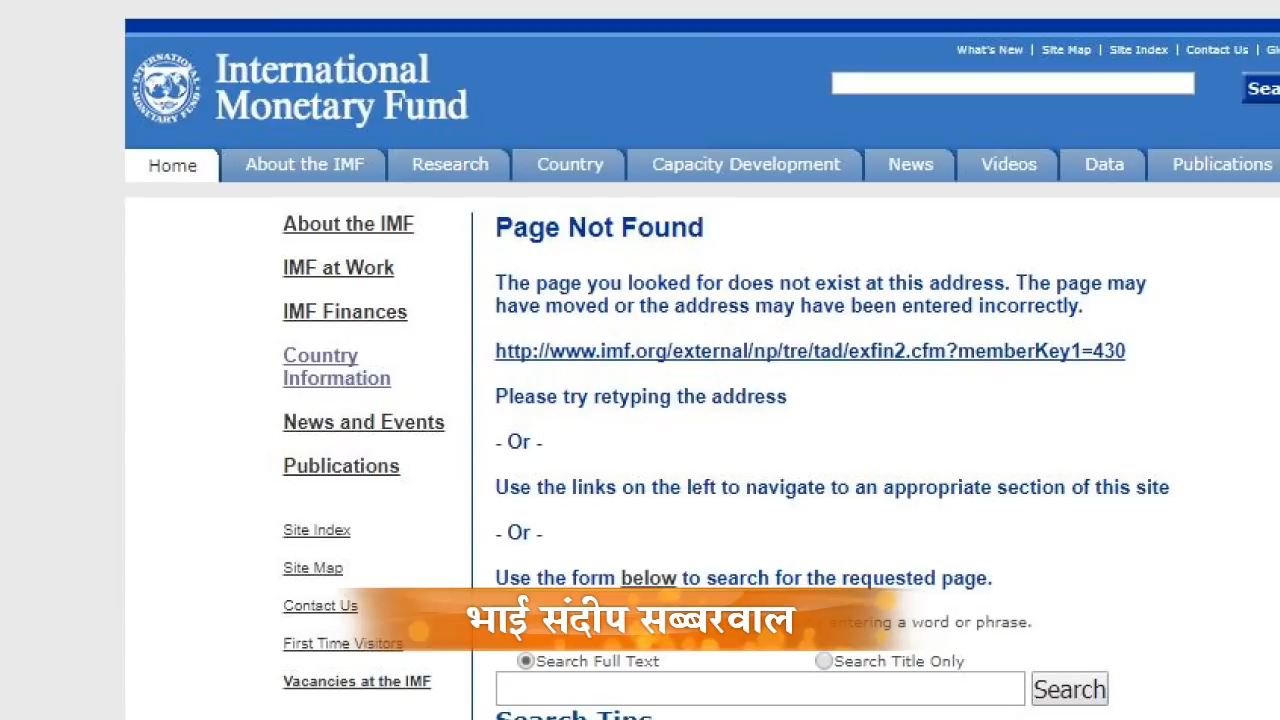 What's New | Site Map | Site Index | Contact Us |
International
Monetary Fund
Home
About the IMF
Research
Country
Capacity Development
News
Videos
Data
Publications
About the IMF
IMF at Work
IMF Finances
Country
Information
News and Events
Publications
Site Index
Site Map
Contact Us
First Time Visitors
Vacancies at the IMF
Page Not Found
The page you looked for does not exist at this address. The page may
have moved or the address may have been entered incorrectly.
http://www.imf.org/external/np/tre/tad/exfin2.cfm?memberKey1=430
Please try retyping the address
- Or -
Use the links on the left to navigate to an appropriate section of this site
- Or -
Use the form below to search for the requested page.
भाई संदीप सब्बरवाल
entering a word or phrase.
Search Full Text
Search Title Only
Search
Search Tips